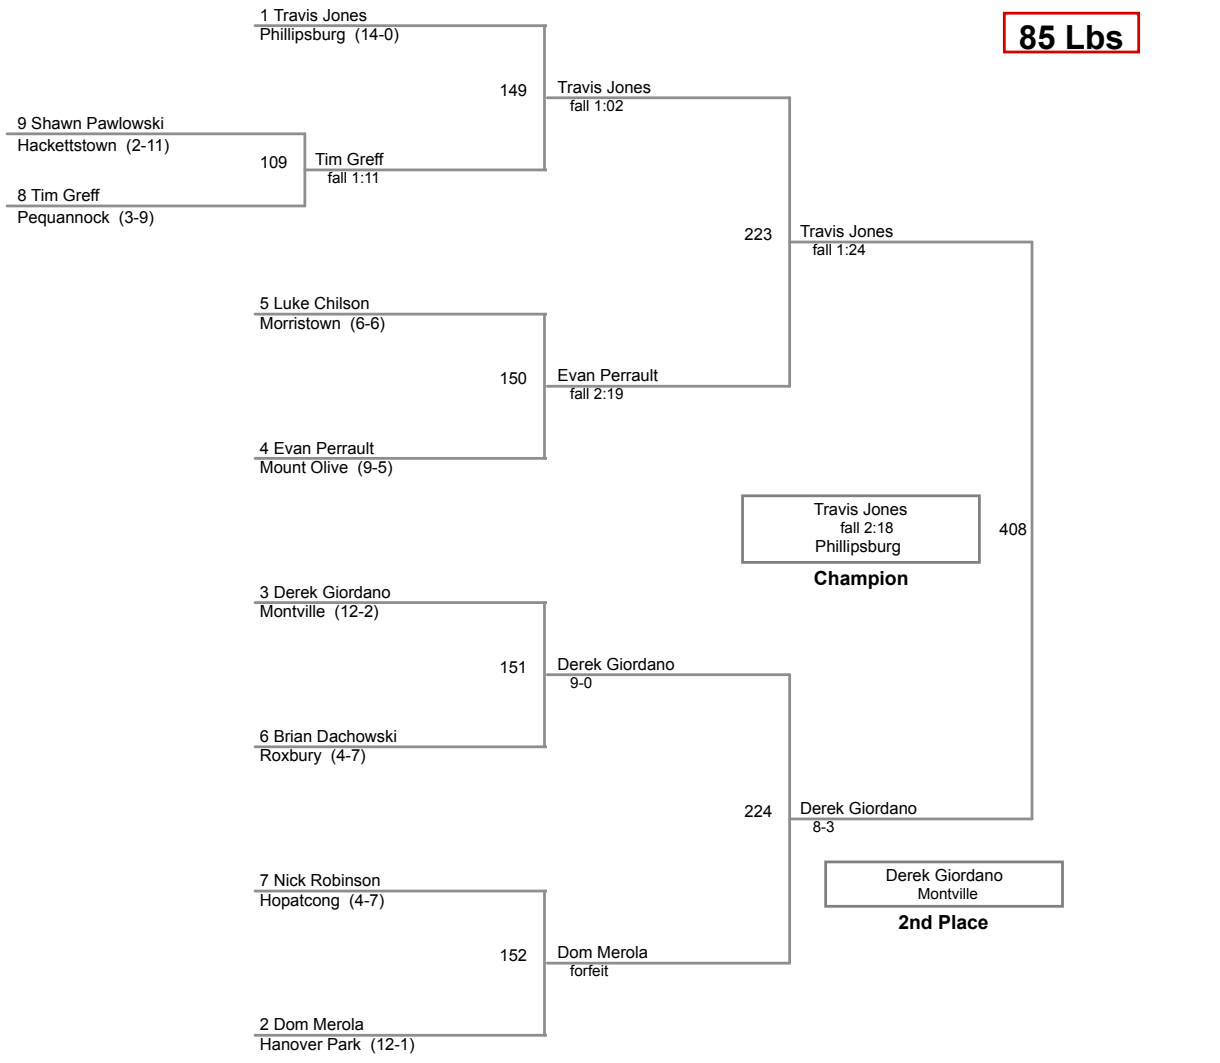 1 Travis Jones
Phillipsburg (14-0)
85 Lbs
149
Travis Jones
fall 1:02
9 Shawn Pawlowski
Hackettstown (2-11)
109
Tim Greff
fall 1:11
8 Tim Greff
Pequannock (3-9)
223
Travis Jones
fall 1:24
5 Luke Chilson
Morristown (6-6)
150
Evan Perrault
fall 2:19
4 Evan Perrault
Mount Olive (9-5)
Travis Jones
fall 2:18
Phillipsburg
408
Champion
3 Derek Giordano
Montville (12-2)
151
Derek Giordano
9-0
6 Brian Dachowski
Roxbury (4-7)
224
Derek Giordano
8-3
7 Nick Robinson
Hopatcong (4-7)
Derek Giordano
Montville
2nd Place
152
Dom Merola
forfeit
2 Dom Merola
Hanover Park (12-1)